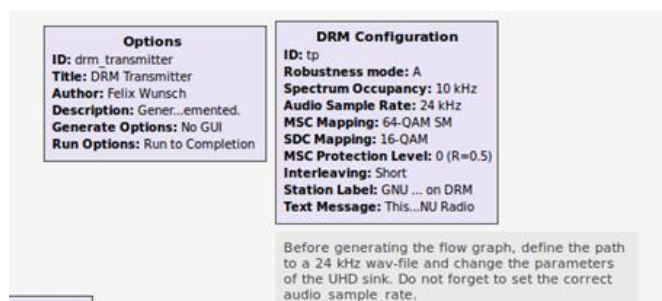 Options
ID: drm_transmitter
Title: DRM Transmitter
Author: Felix Wunsch
Description: Gener...emented.
Generate Options: No GUI
Run Options: Run to Completion
DRM Configuration
ID: tp
Robustness mode: A
Spectrum Occupancy: 10 kHz
Audio Sample Rate: 24 kHz
MSC Mapping: 64-QAM SM
SDC Mapping: 16-QAM
MSC Protection Level: 0 (R=0.5)
Interleaving: Short
Station Label: GNU ... on DRM
Text Message: This...NU Radio
Before generating the flow graph, define the path
to a 24 kHz wav-file and change the parameters
of the UHD sink. Do not forget to set the correct
audio sample rate.